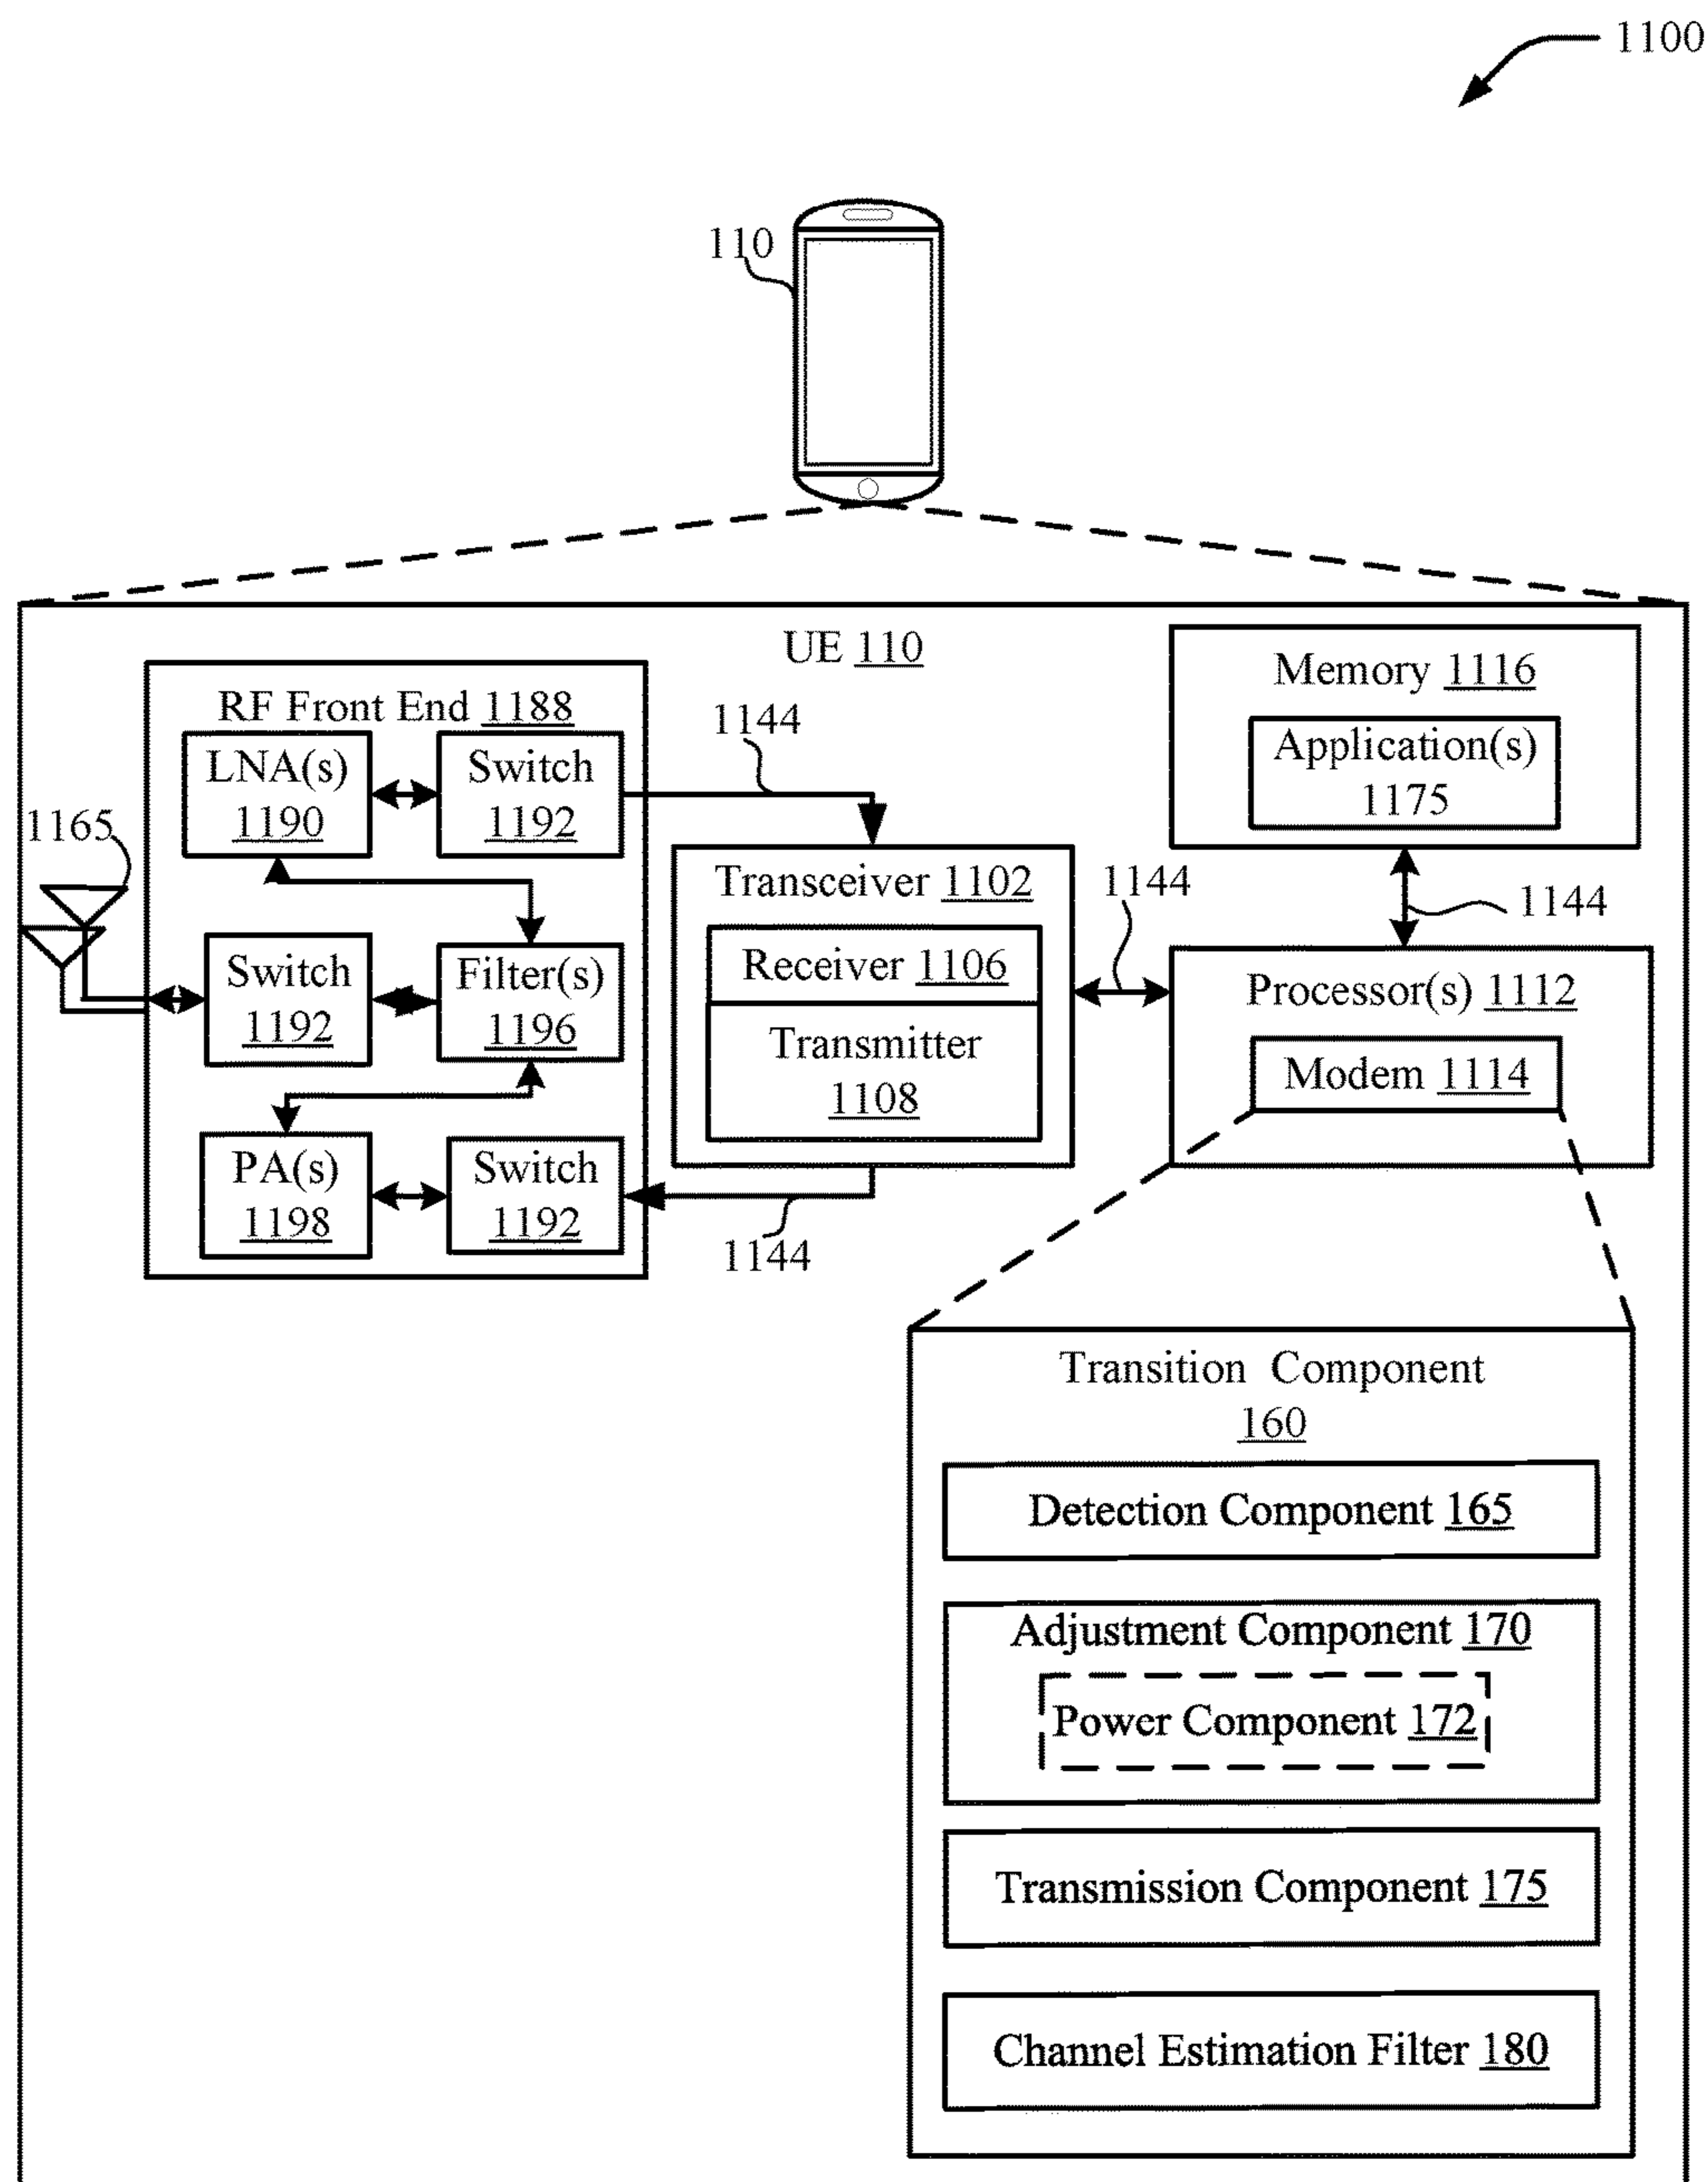 1100
110
UE 110
RF Front End 1188
LNA(s)
1190
Switch
1192
1144
Memory 1116
Application(s)
1175
1165
Transceiver 1102
Receiver 1106
Transmitter
1108
1144
1144
Switch
1192
Filter(s)
1196
Processor(s) 1112
Modem 1114
PA(s)
1198
Switch
1192
1144
Transition Component
160
Detection Component 165
Adjustment Component 170
Power Component 172
Transmission Component 175
Channel Estimation Filter 180